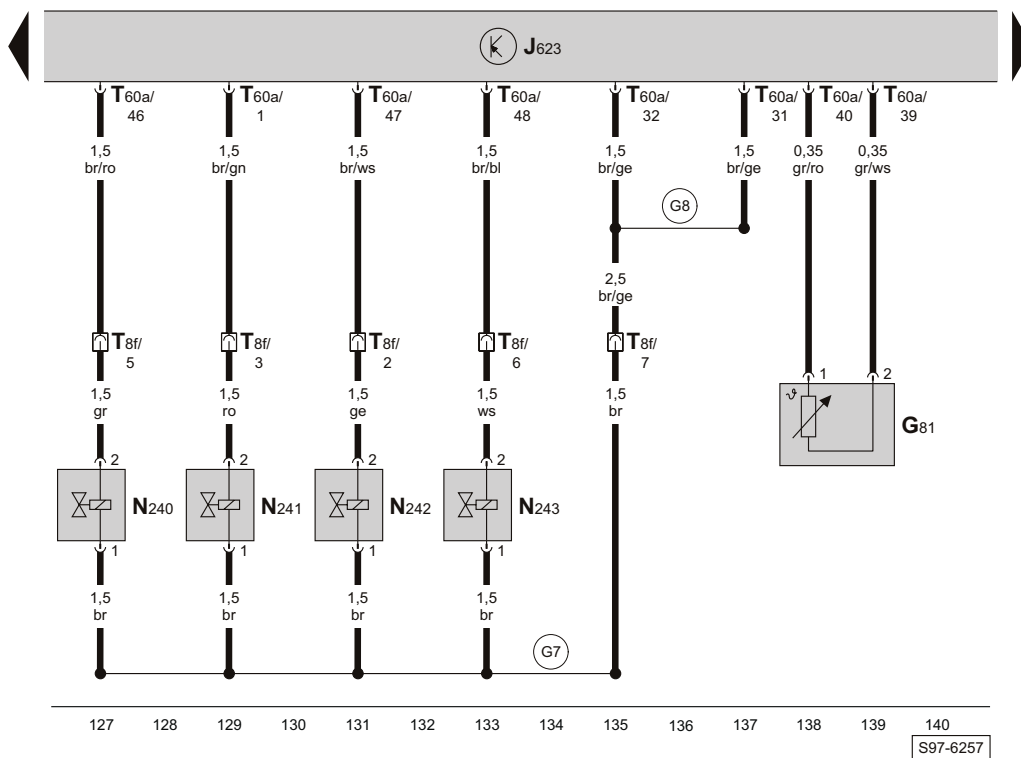 J623
T60a/ T60a/ T60a/ T60a/ T60a/ T60a/ T60a/ T60a/
46 1 47 48 32 31 40 39
1,5 1,5 1,5 1,5 1,5 1,5 0,35 0,35
br/ro br/gn br/ws br/bl br/ge br/ge gr/ro gr/ws
G8
2,5
br/ge
T8f/ T8f/ T8f/ T8f/ T8f/
5 3 2 6 7
1 2
1,5 1,5 1,5 1,5 1,5
gr ro ge ws br
ϑ
G81
2 2 2 2
N240 N241 N242 N243
1 1 1 1
1,5 1,5 1,5 1,5
br br br br
G7
127 128 129 130 131 132 133 134 135 136 137 138 139 140
S97-6257